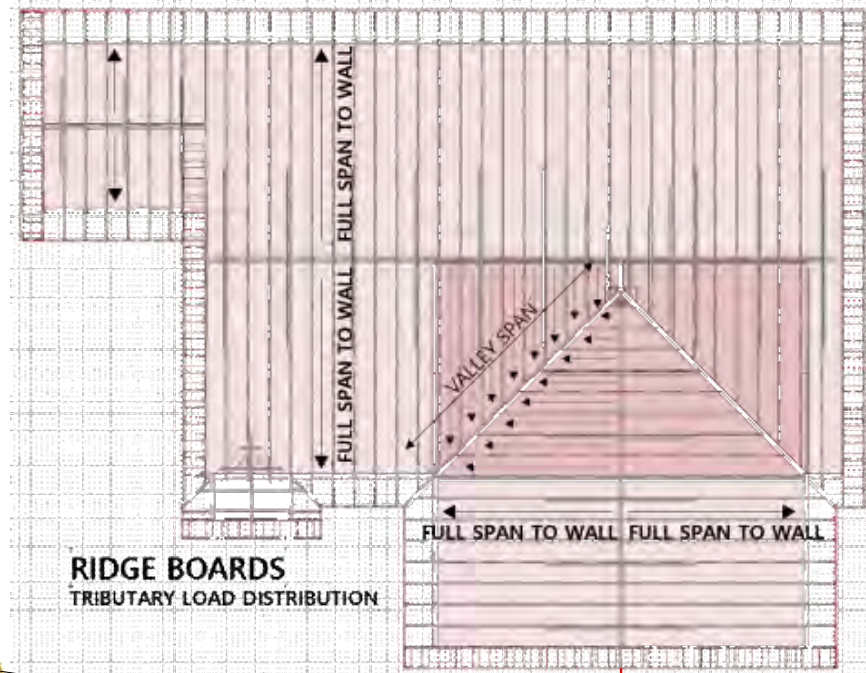 FULL SPAN TO WALL
FULL SPAN TO WALL
VALLEY SPAN
FULL SPAN TO WALL
FULL SPAN TO WALL
RIDGE BOARDS
TRIBUTARY LOAD DISTRIBUTION